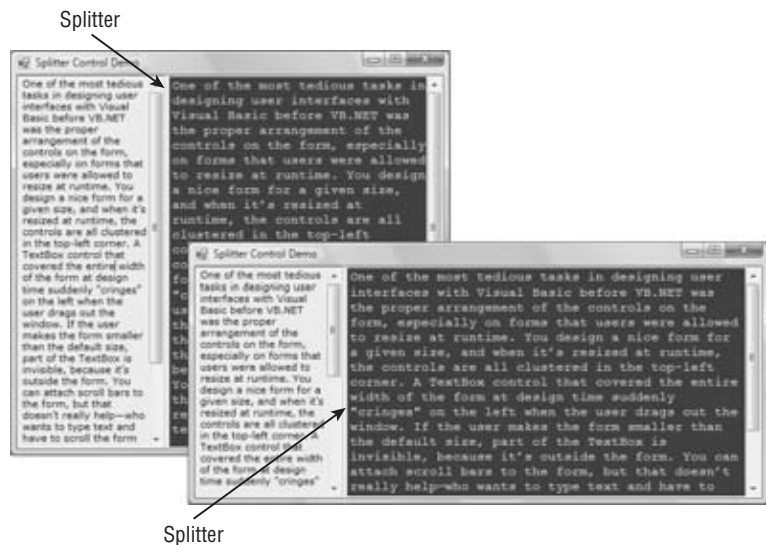 Splitter
Splitter Control Demo
One of the most tedious
tasks in designing user
interfaces with Visual
Basic before VB.NET
was the proper
arrangement of the
controls on the form,
especially on forms that
users were allowed to
resize at runtime. You
design a nice form for a
given size, and when it's
resized at runtime, the
controls are all clustered
in the top-left corner. A
TextBox control that
covered the entire width
of the form at design
time suddenly "cringes"
on the left when the
user drags out the
window. If the user
makes the form smaller
than the default size,
part of the TextBox is
invisible, because it's
outside the form. You
can attach scroll bars to
the form, but that
doesn't really help—who
wants to type text and
have to scroll the form
One of the most tedious tasks in
designing user interfaces with
Visual Basic before VB.NET was
the proper arrangement of the
controls on the form, especially
on forms that users were allowed
to resize at runtime. You design
a nice form for a given size,
and when it's resized at
runtime, the controls are all
clustered in the top-left
Splitter Control Demo
One of the most tedious
tasks in designing user
interfaces with Visual
Basic before VB.NET
was the proper
arrangement of the
controls on the form,
especially on forms that
users were allowed to
resize at runtime. You
design a nice form for a
given size, and when it's
resized at runtime, the
controls are all clustered
in the top-left corner. A
TextBox control that
covered the entire width
of the form at design
time suddenly "cringes"
One of the most tedious tasks in designing user
interfaces with Visual Basic before VB.NET was
the proper arrangement of the controls on the
form, especially on forms that users were allowed
to resize at runtime. You design a nice form for
a given size, and when it's resized at runtime,
the controls are all clustered in the top-left
corner. A TextBox control that covered the entire
width of the form at design time suddenly
"cringes" on the left when the user drags out the
window. If the user makes the form smaller than
the default size, part of the TextBox is
invisible, because it's outside the form. You can
attach scroll bars to the form, but that doesn't
really help—who wants to type text and have to
Splitter